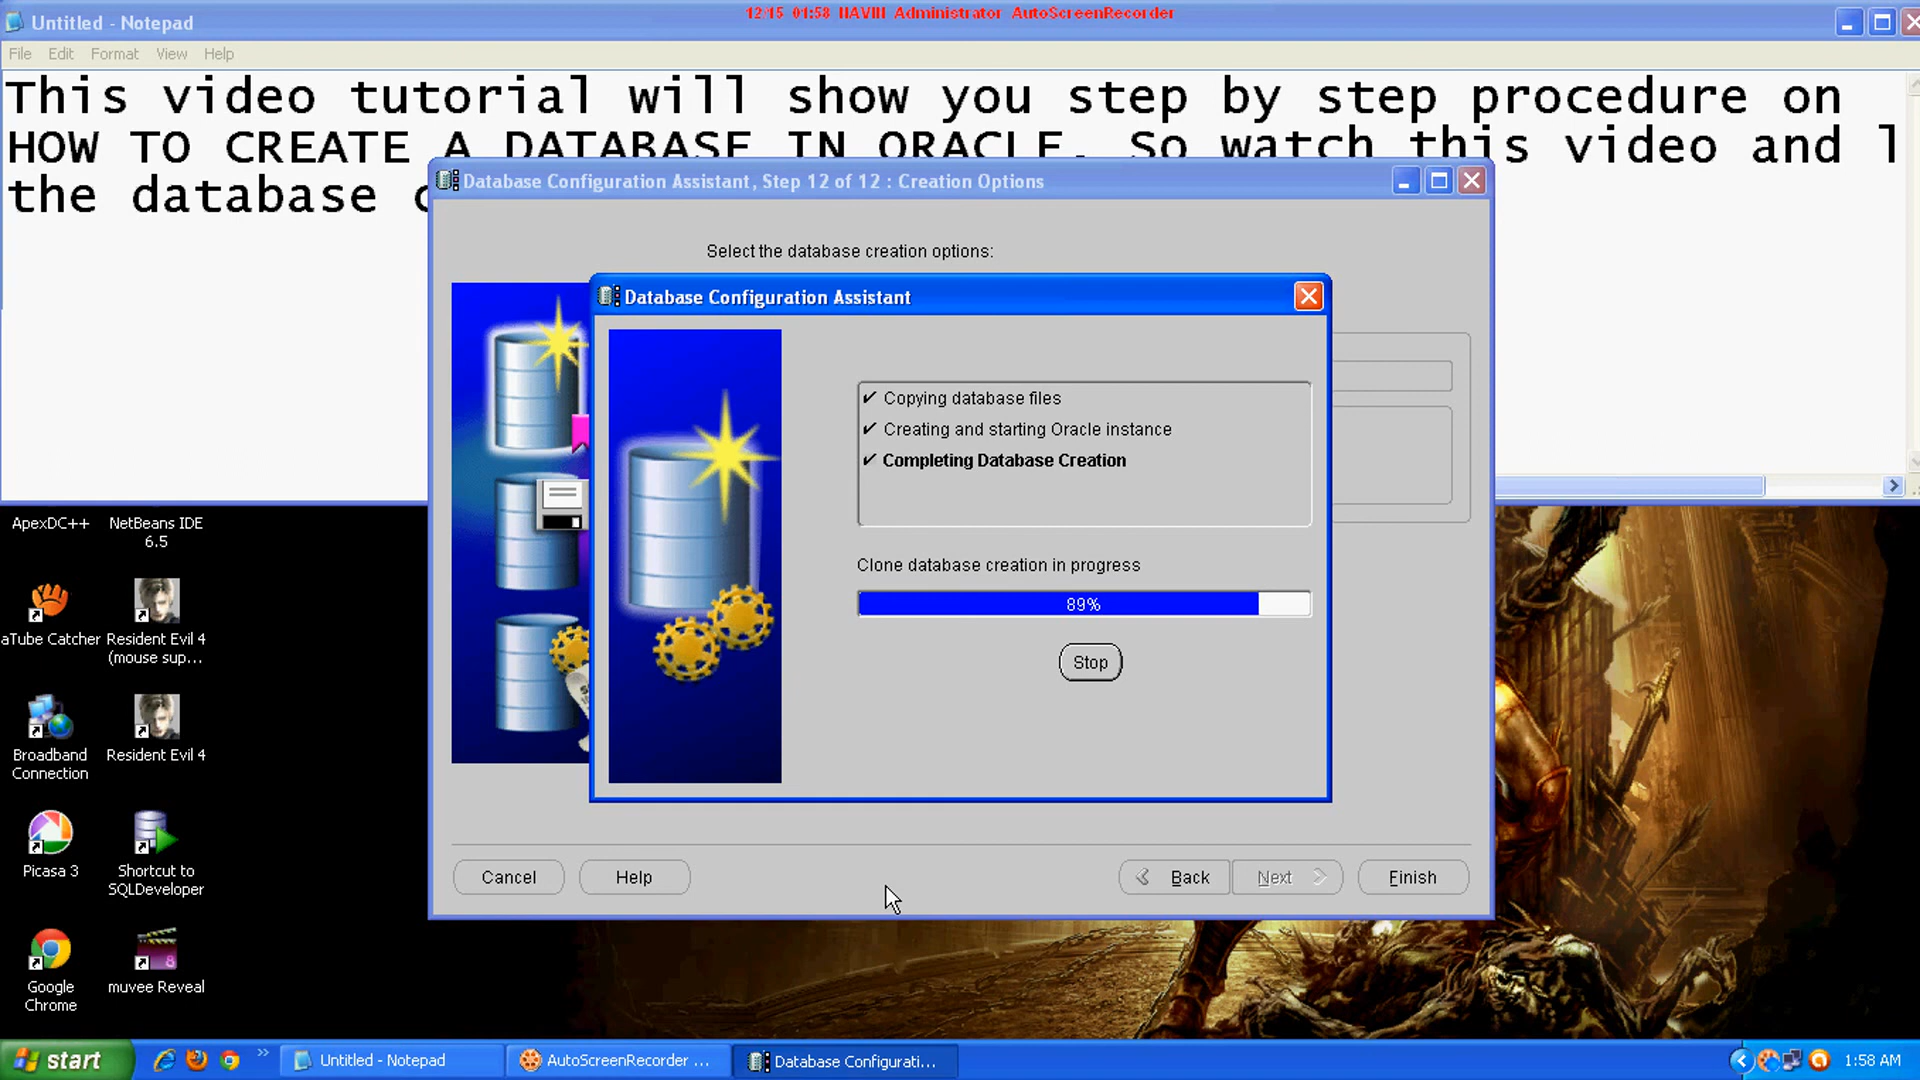 12/15 01:58 NAVIN Administrator AutoScreenRecorder
Untitled - Notepad
File Edit Format View Help
This video tutorial will show you step by step procedure on
HOW TO CREATE A DATABASE IN ORACLE. So watch this video and l
the database c
Database Configuration Assistant, Step 12 of 12 : Creation Options
Select the database creation options:
Database Configuration Assistant
Copying database files
Creating and starting Oracle instance
Completing Database Creation
Clone database creation in progress
89%
Stop
Cancel
Help
Back
Next
Finish
ApexDC++
NetBeans IDE
6.5
aTube Catcher
Resident Evil 4
(mouse sup...
Broadband
Connection
Resident Evil 4
Picasa 3
Shortcut to
SQLDeveloper
Google
Chrome
8
muvee Reveal
start
Untitled - Notepad
AutoScreenRecorder ...
Database Configurati...
1:58 AM